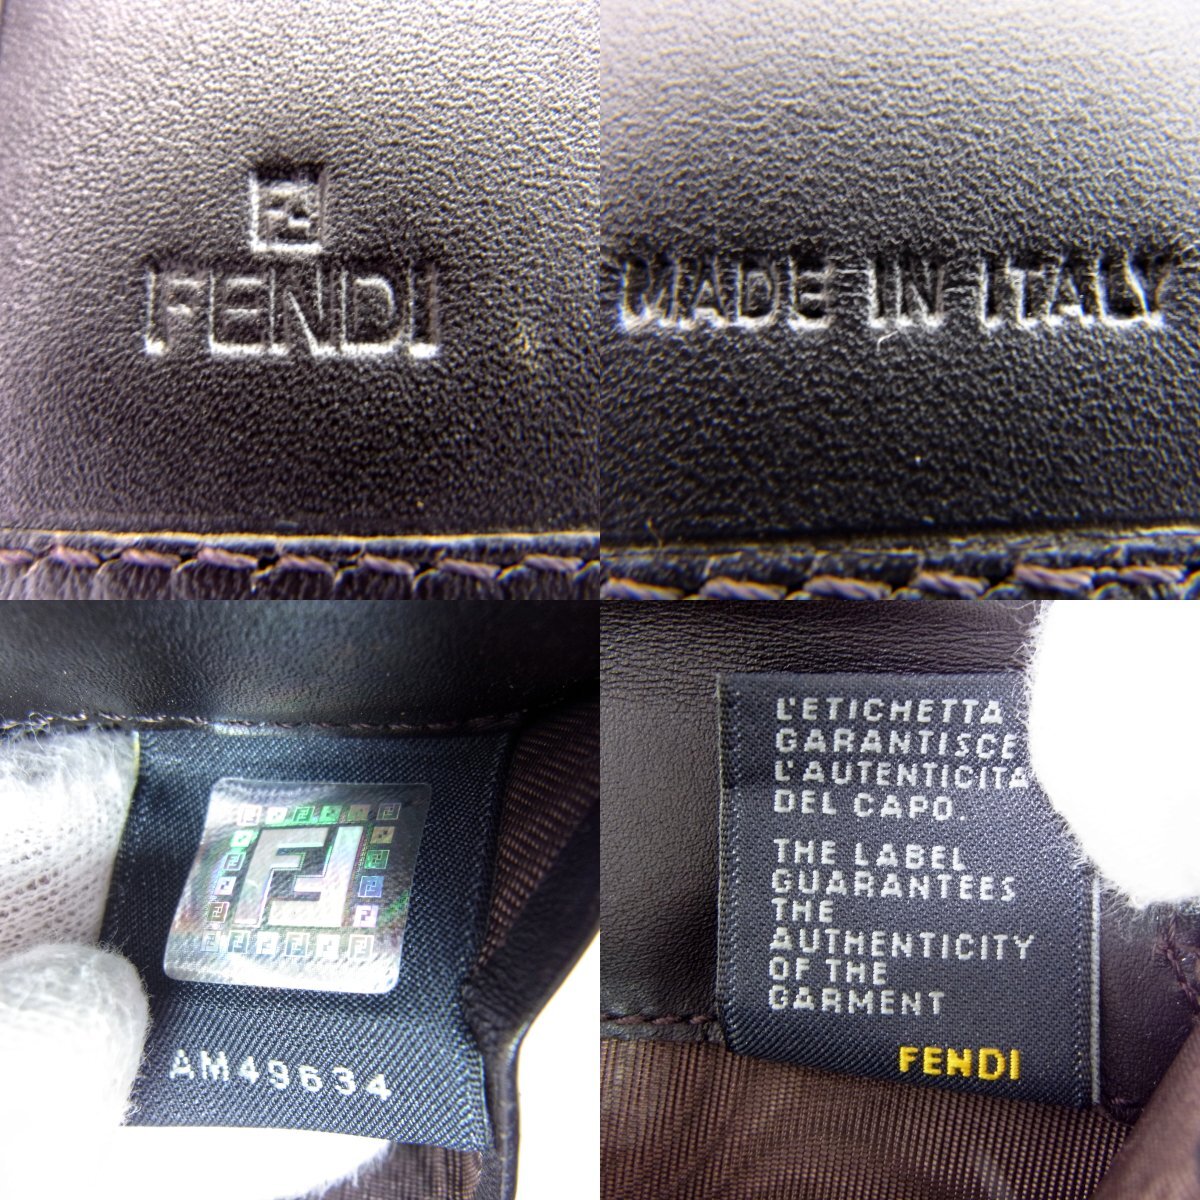 FENDI
MADE IN ITALY
AM49634
L'ETICHETTA
GARANTISCE
L'AUTENTICITA
DEL CAPO.
THE LABEL
GUARANTEES
THE
AUTHENTICITY
OF THE
GARMENT
FENDI